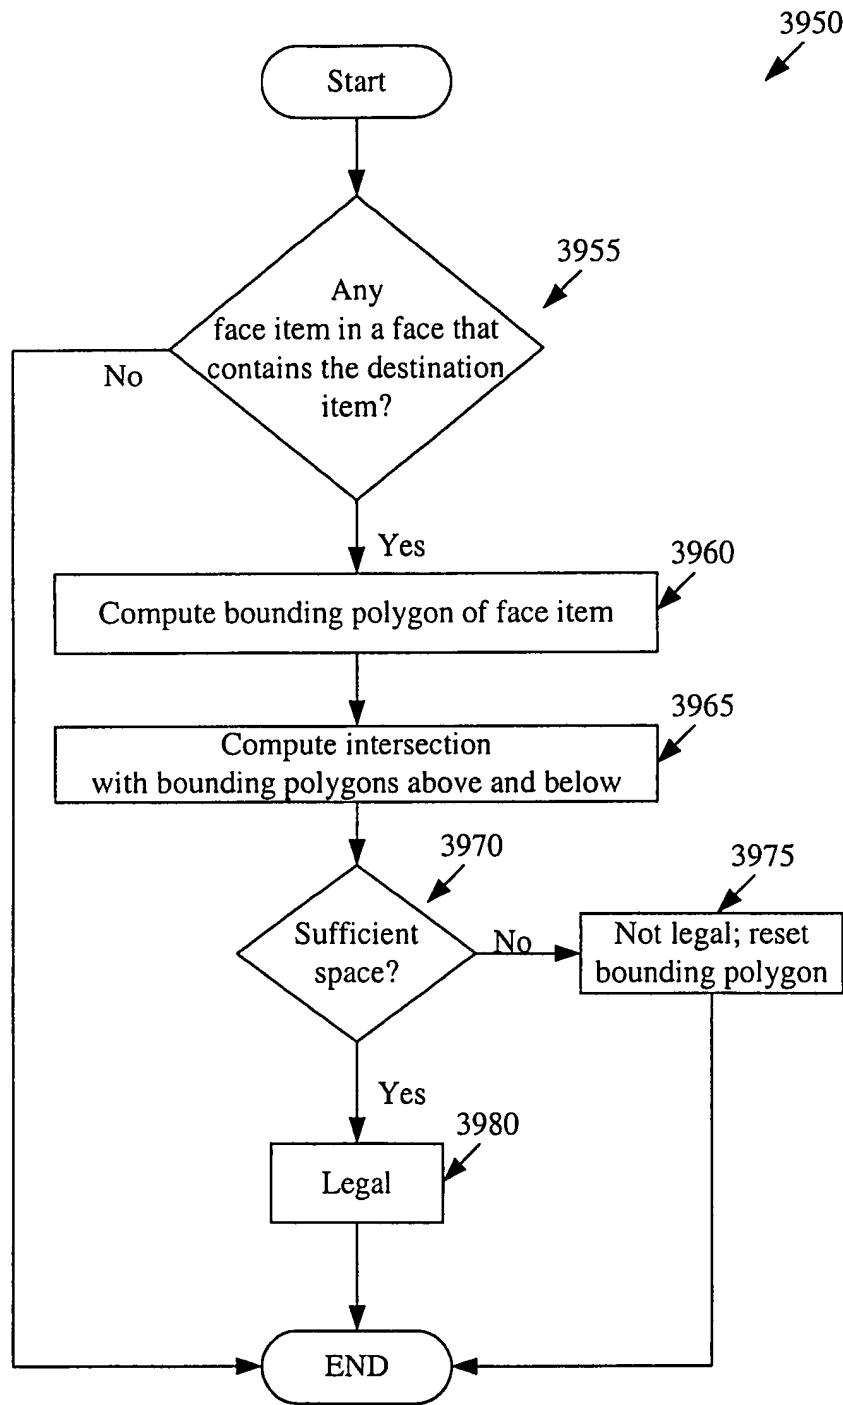 3950
Start
3955
Any
face item in a face that
contains the destination
item?
No
Yes
3960
Compute bounding polygon of face item
3965
Compute intersection
with bounding polygons above and below
3970
3975
Sufficient
space?
No
Not legal; reset
bounding polygon
Yes
3980
Legal
END